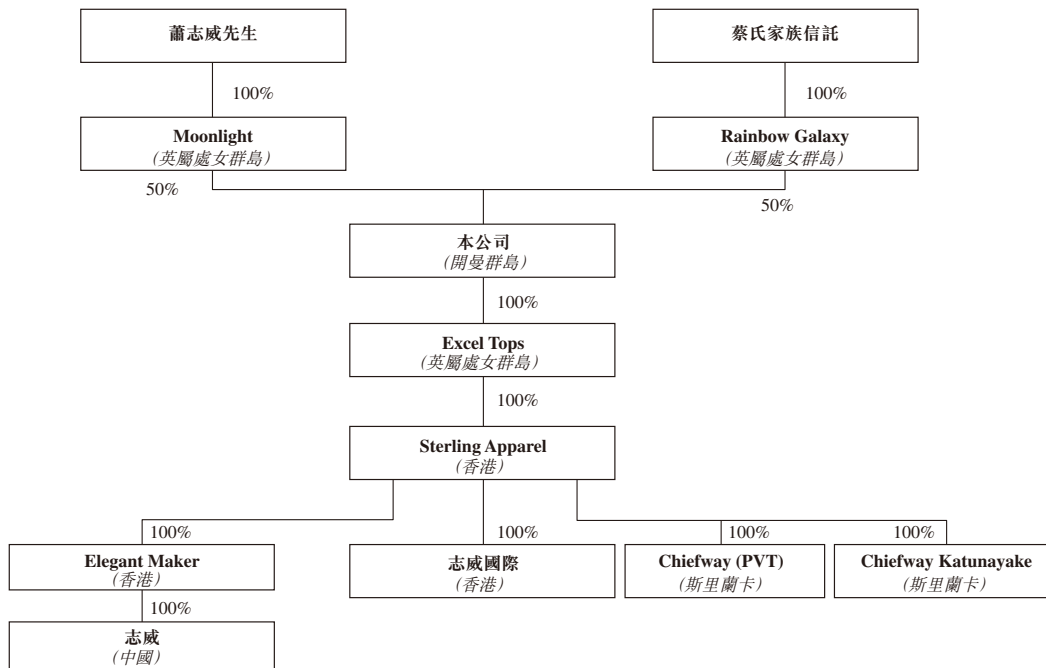 蕭志威先生
蔡氏家族信託
100%
100%
Moonlight
(英屬處女群島)
Rainbow Galaxy
(英屬處女群島)
50%
50%
本公司
(開曼群島)
100%
Excel Tops
(英屬處女群島)
100%
Sterling Apparel
(香港)
100%
100%
100%
100%
Elegant Maker
(香港)
志威國際
(香港)
Chiefway (PVT)
(斯里蘭卡)
Chiefway Katunayake
(斯里蘭卡)
100%
志威
(中國)